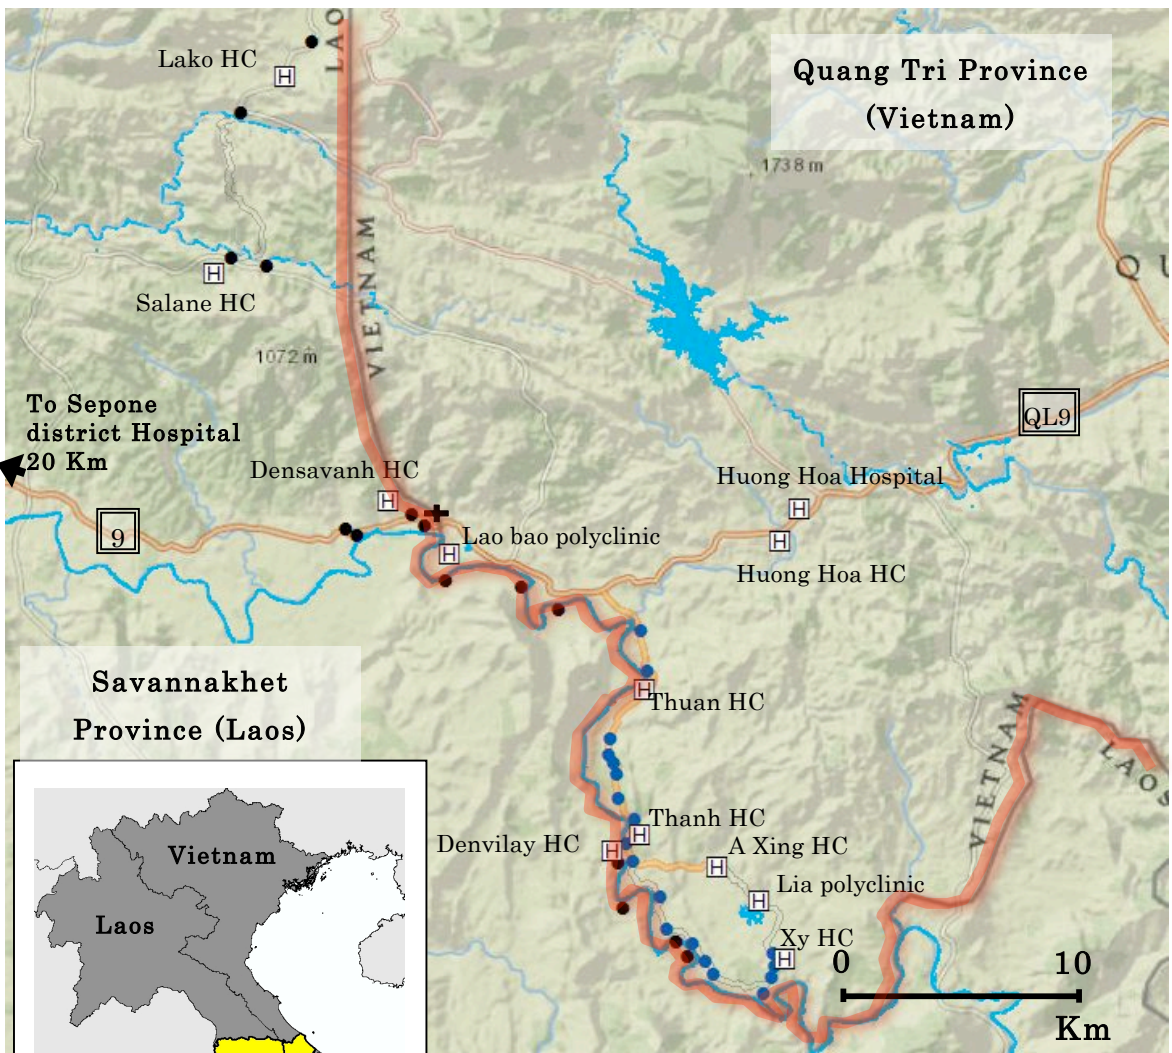 LAO
Lako HC
Quang Tri Province
(Vietnam)
1738 m
VIETNAM
Q U
Salane HC
1072 m
To Sepone
district Hospital
20 Km
QL9
Densavanh HC
Huong Hoa Hospital
9
Lao bao polyclinic
Huong Hoa HC
Savannakhet
Province (Laos)
Thuan HC
VIETNAM
LAOS
Thanh HC
Denvilay HC
A Xing HC
Lia polyclinic
Xy HC
0 10
Km
Vietnam
Laos
H
H
H
H
H
H
H
H
H
H
H
H